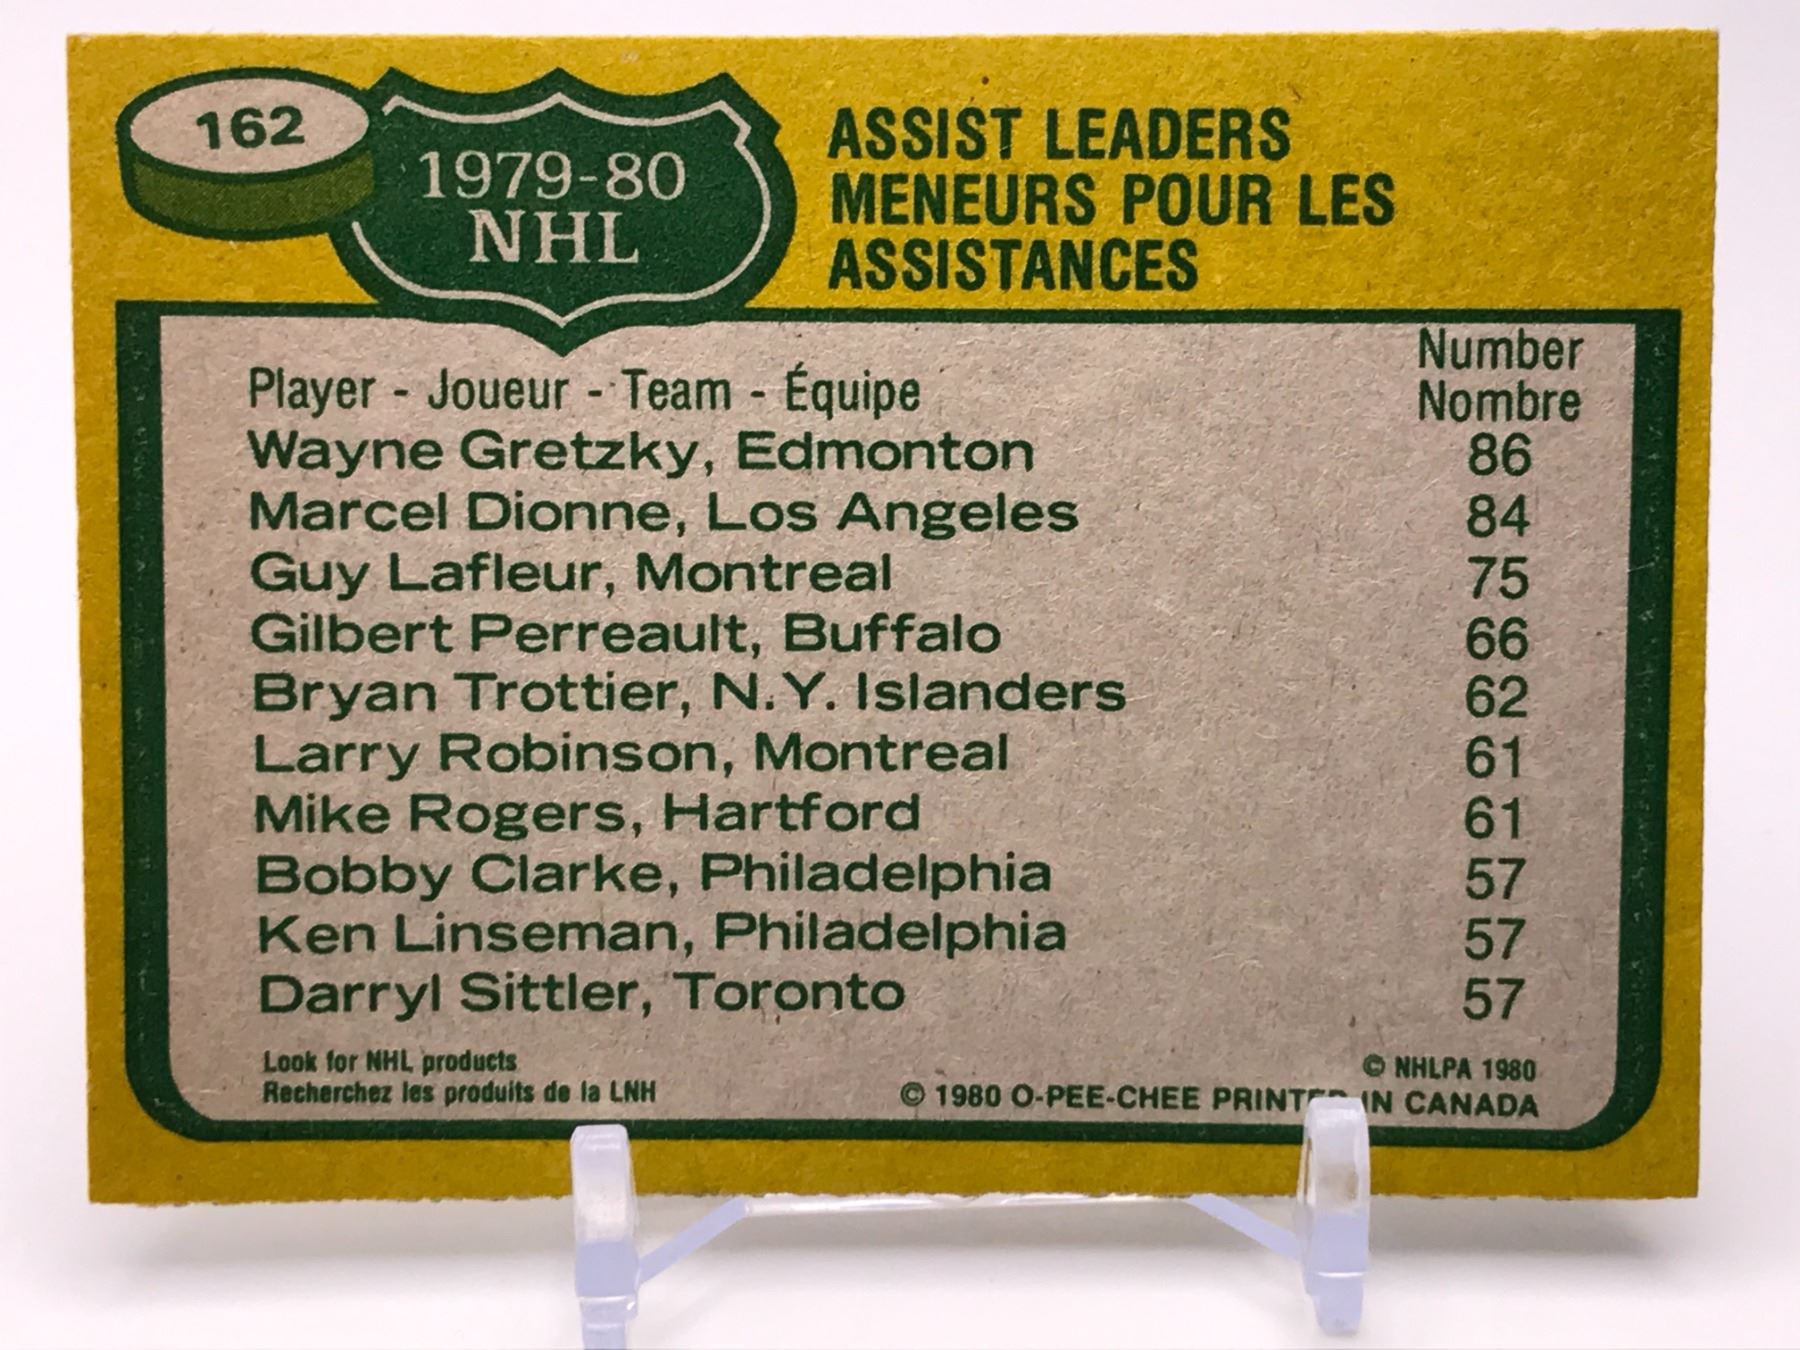 162
1979-80
NHL
ASSIST LEADERS
MENEURS POUR LES
ASSISTANCES
Number
Player - Joueur - Team - Équipe Nombre
Wayne Gretzky, Edmonton 86
Marcel Dionne, Los Angeles 84
Guy Lafleur, Montreal 75
Gilbert Perreault, Buffalo 66
Bryan Trottier, N.Y. Islanders 62
Larry Robinson, Montreal 61
Mike Rogers, Hartford 61
Bobby Clarke, Philadelphia 57
Ken Linseman, Philadelphia 57
Darryl Sittler, Toronto 57
Look for NHL products
Recherchez les produits de la LNH
© NHLPA 1980
© 1980 O-PEE-CHEE PRINTED IN CANADA